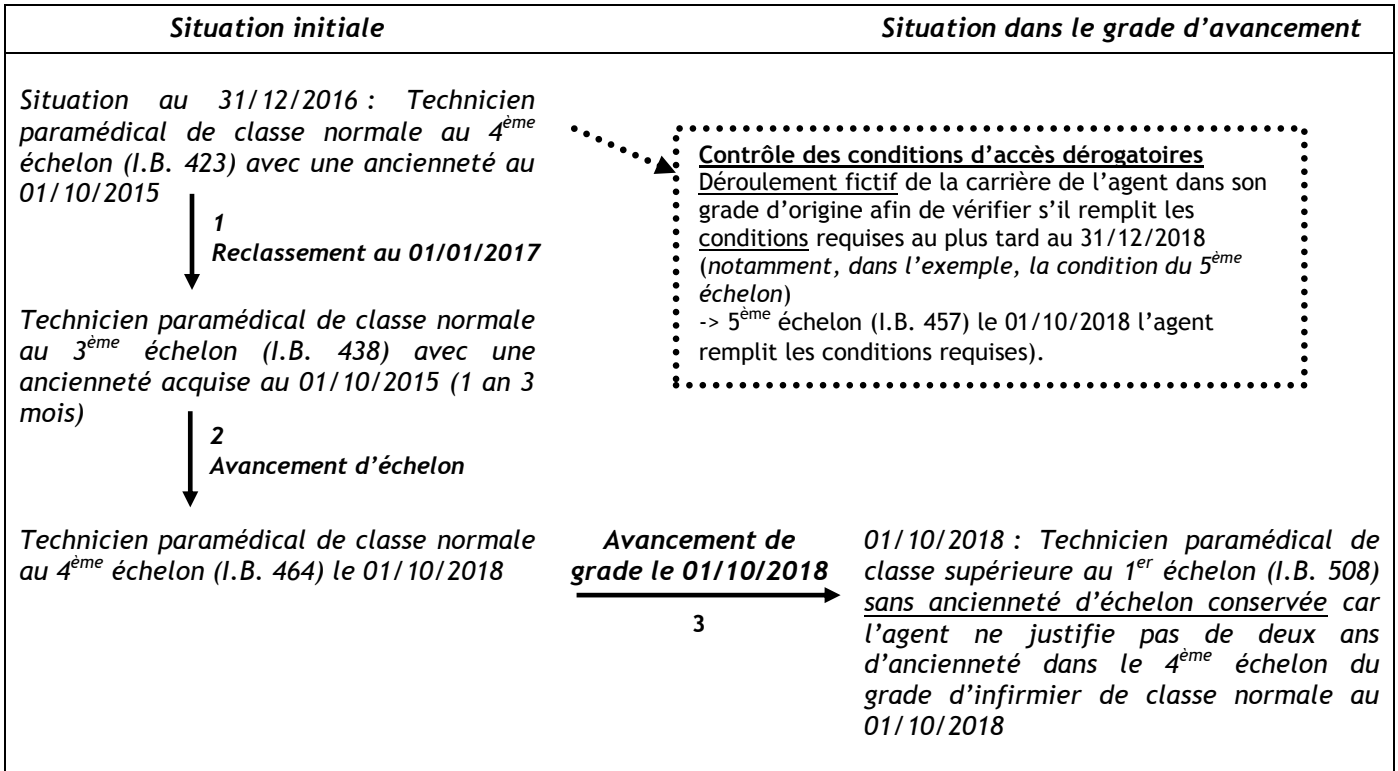 Situation initiale
Situation dans le grade d’avancement
Situation au 31/12/2016 : Technicien
paramédical de classe normale au 4ème
échelon (I.B. 423) avec une ancienneté au
01/10/2015
Contrôle des conditions d’accès dérogatoires
Déroulement fictif de la carrière de l’agent dans son
grade d’origine afin de vérifier s’il remplit les
conditions requises au plus tard au 31/12/2018
(notamment, dans l’exemple, la condition du 5ème
échelon)
-> 5ème échelon (I.B. 457) le 01/10/2018 l’agent
remplit les conditions requises).
1
Reclassement au 01/01/2017
Technicien paramédical de classe normale
au 3ème échelon (I.B. 438) avec une
ancienneté acquise au 01/10/2015 (1 an 3
mois)
2
Avancement d’échelon
Technicien paramédical de classe normale
au 4ème échelon (I.B. 464) le 01/10/2018
Avancement de
grade le 01/10/2018
3
01/10/2018 : Technicien paramédical de
classe supérieure au 1er échelon (I.B. 508)
sans ancienneté d’échelon conservée car
l’agent ne justifie pas de deux ans
d’ancienneté dans le 4ème échelon du
grade d’infirmier de classe normale au
01/10/2018